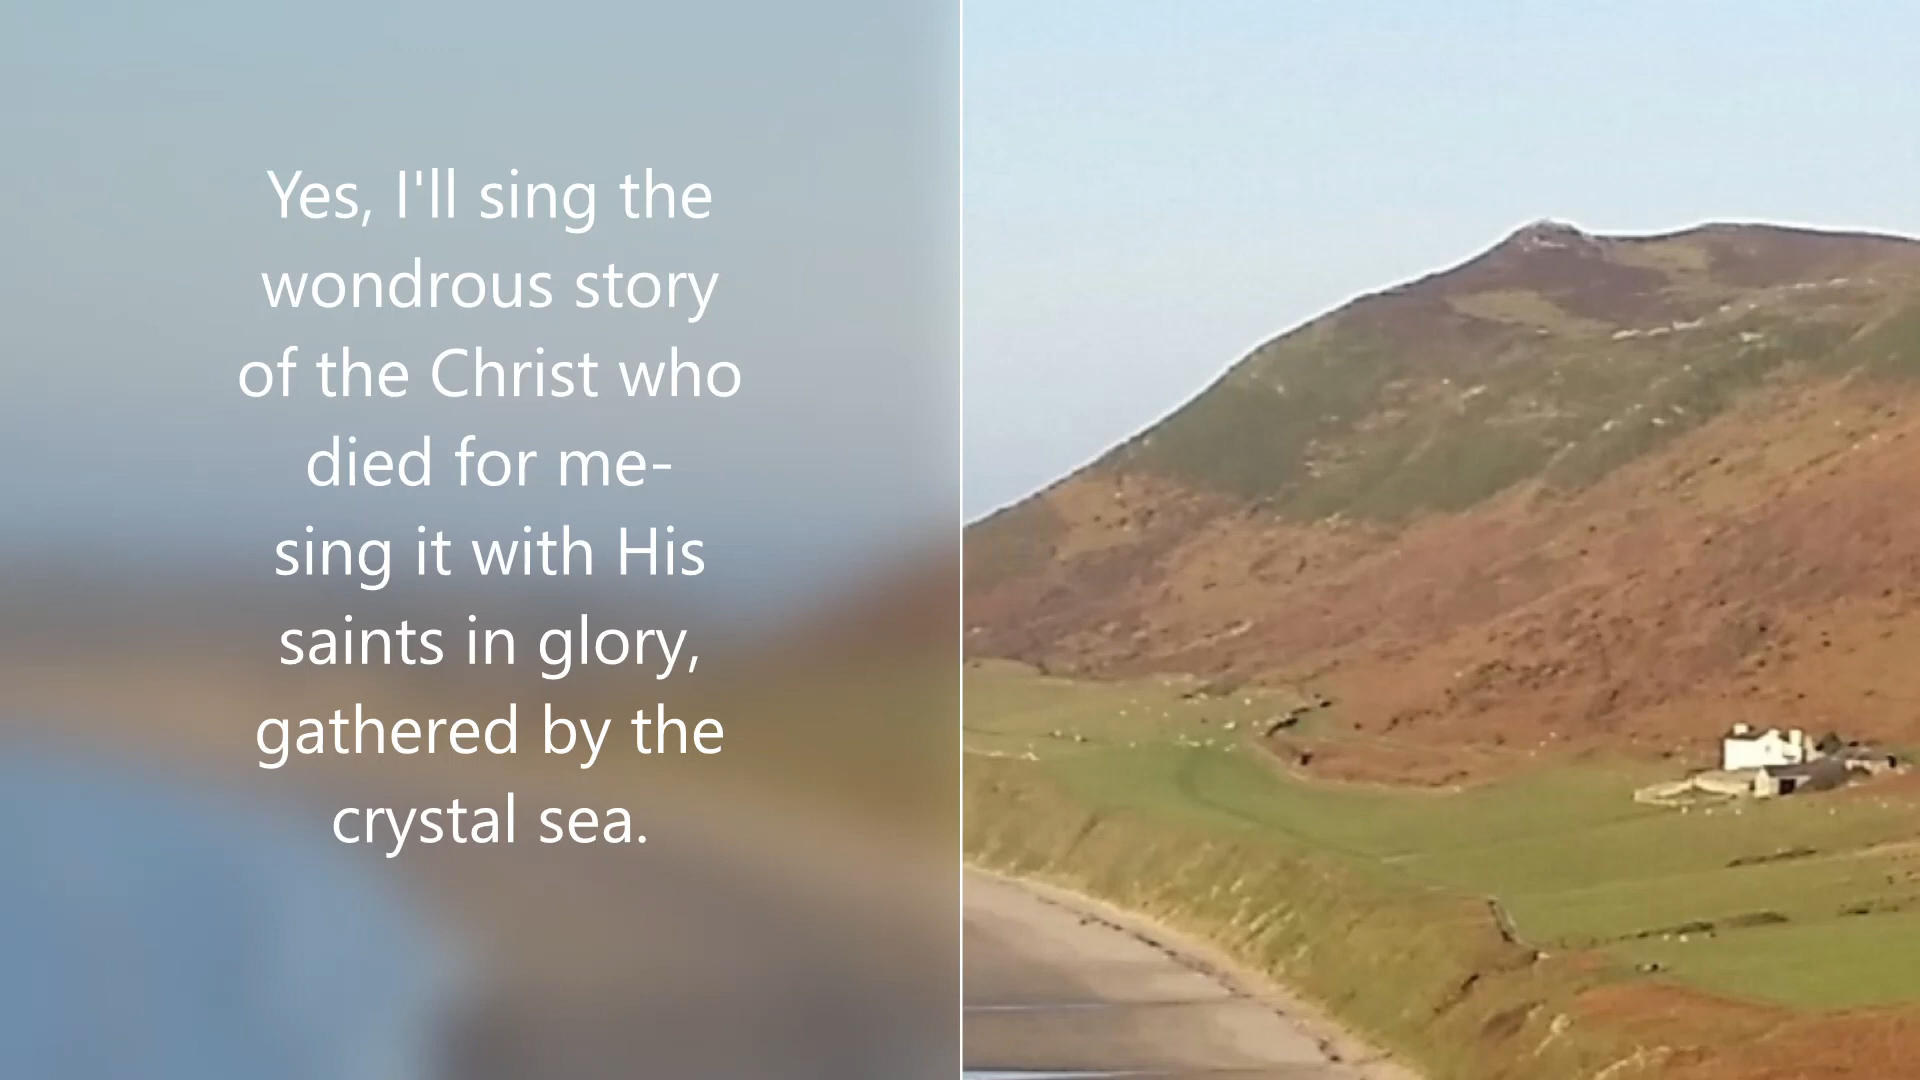 Yes, I'll sing the
wondrous story
of the Christ who
died for me-
sing it with His
saints in glory,
gathered by the
crystal sea.